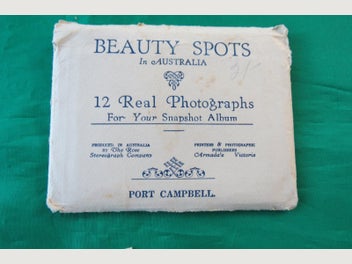 BEAUTY SPOTS
In AUSTRALIA
12 Real Photographs
For Your Snapshot Album
PRODUCED IN AUSTRALIA
BY The Rose
Stereograph Company
PRINTERS & PHOTOGRAPHIC
PUBLISHERS
Armadale Victoria
PORT CAMPBELL.